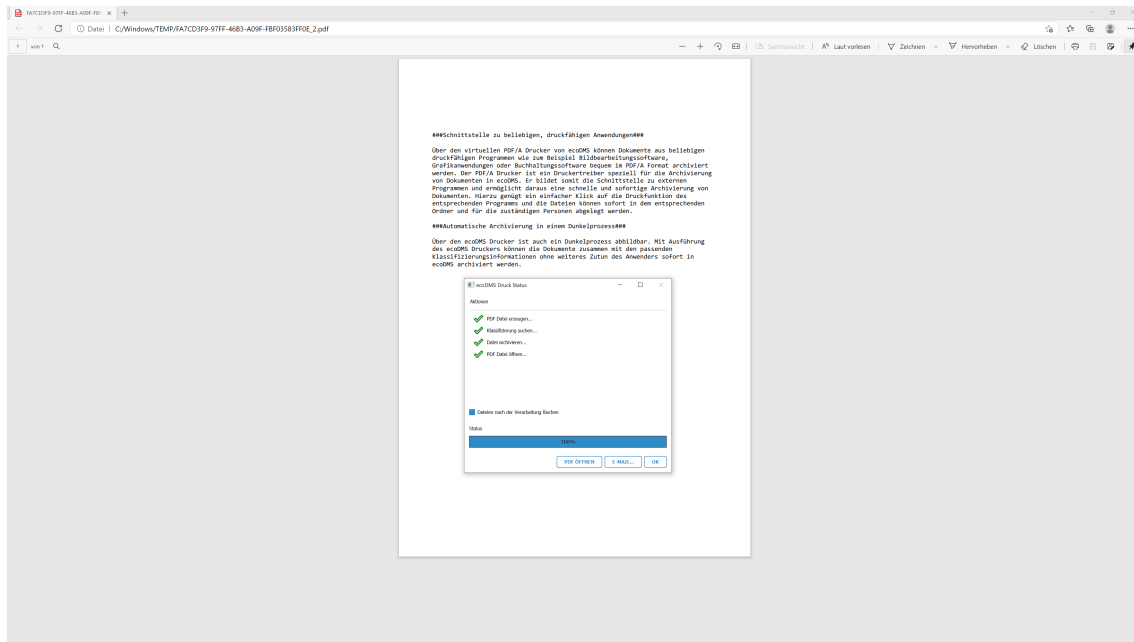 FA7CD3F9-97FF-46B3-A09F-FBF
Datei | C:/Windows/TEMP/FA7CD3F9-97FF-46B3-A09F-FBF03583FF0E_2.pdf
1 von 1 Seitenansicht Laut vorlesen Zeichnen Hervorheben Löschen
###Schnittstelle zu beliebigen, druckfähigen Anwendungen###
Über den virtuellen PDF/A Drucker von ecoDMS können Dokumente aus beliebigen
druckfähigen Programmen wie zum Beispiel Bildbearbeitungssoftware,
Grafikanwendungen oder Buchhaltungssoftware bequem im PDF/A Format archiviert
werden. Der PDF/A Drucker ist ein Druckertreiber speziell für die Archivierung
von Dokumenten in ecoDMS. Er bildet somit die Schnittstelle zu externen
Programmen und ermöglicht daraus eine schnelle und sofortige Archivierung von
Dokumenten. Hierzu genügt ein einfacher Klick auf die Druckfunktion des
entsprechenden Programms und die Dateien können sofort in dem entsprechenden
Ordner und für die zuständigen Personen abgelegt werden.
###Automatische Archivierung in einem Dunkelprozess###
Über den ecoDMS Drucker ist auch ein Dunkelprozess abbildbar. Mit Ausführung
des ecoDMS Druckers können die Dokumente zusammen mit den passenden
Klassifizierungsinformationen ohne weiteres Zutun des Anwenders sofort in
ecoDMS archiviert werden.
ecoDMS Druck Status
Aktionen
PDF Datei erzeugen...
Klassifizierung suchen...
Datei archivieren...
PDF Datei öffnen...
Dateien nach der Verarbeitung löschen
Status
100%
PDF ÖFFNEN E-MAIL... OK